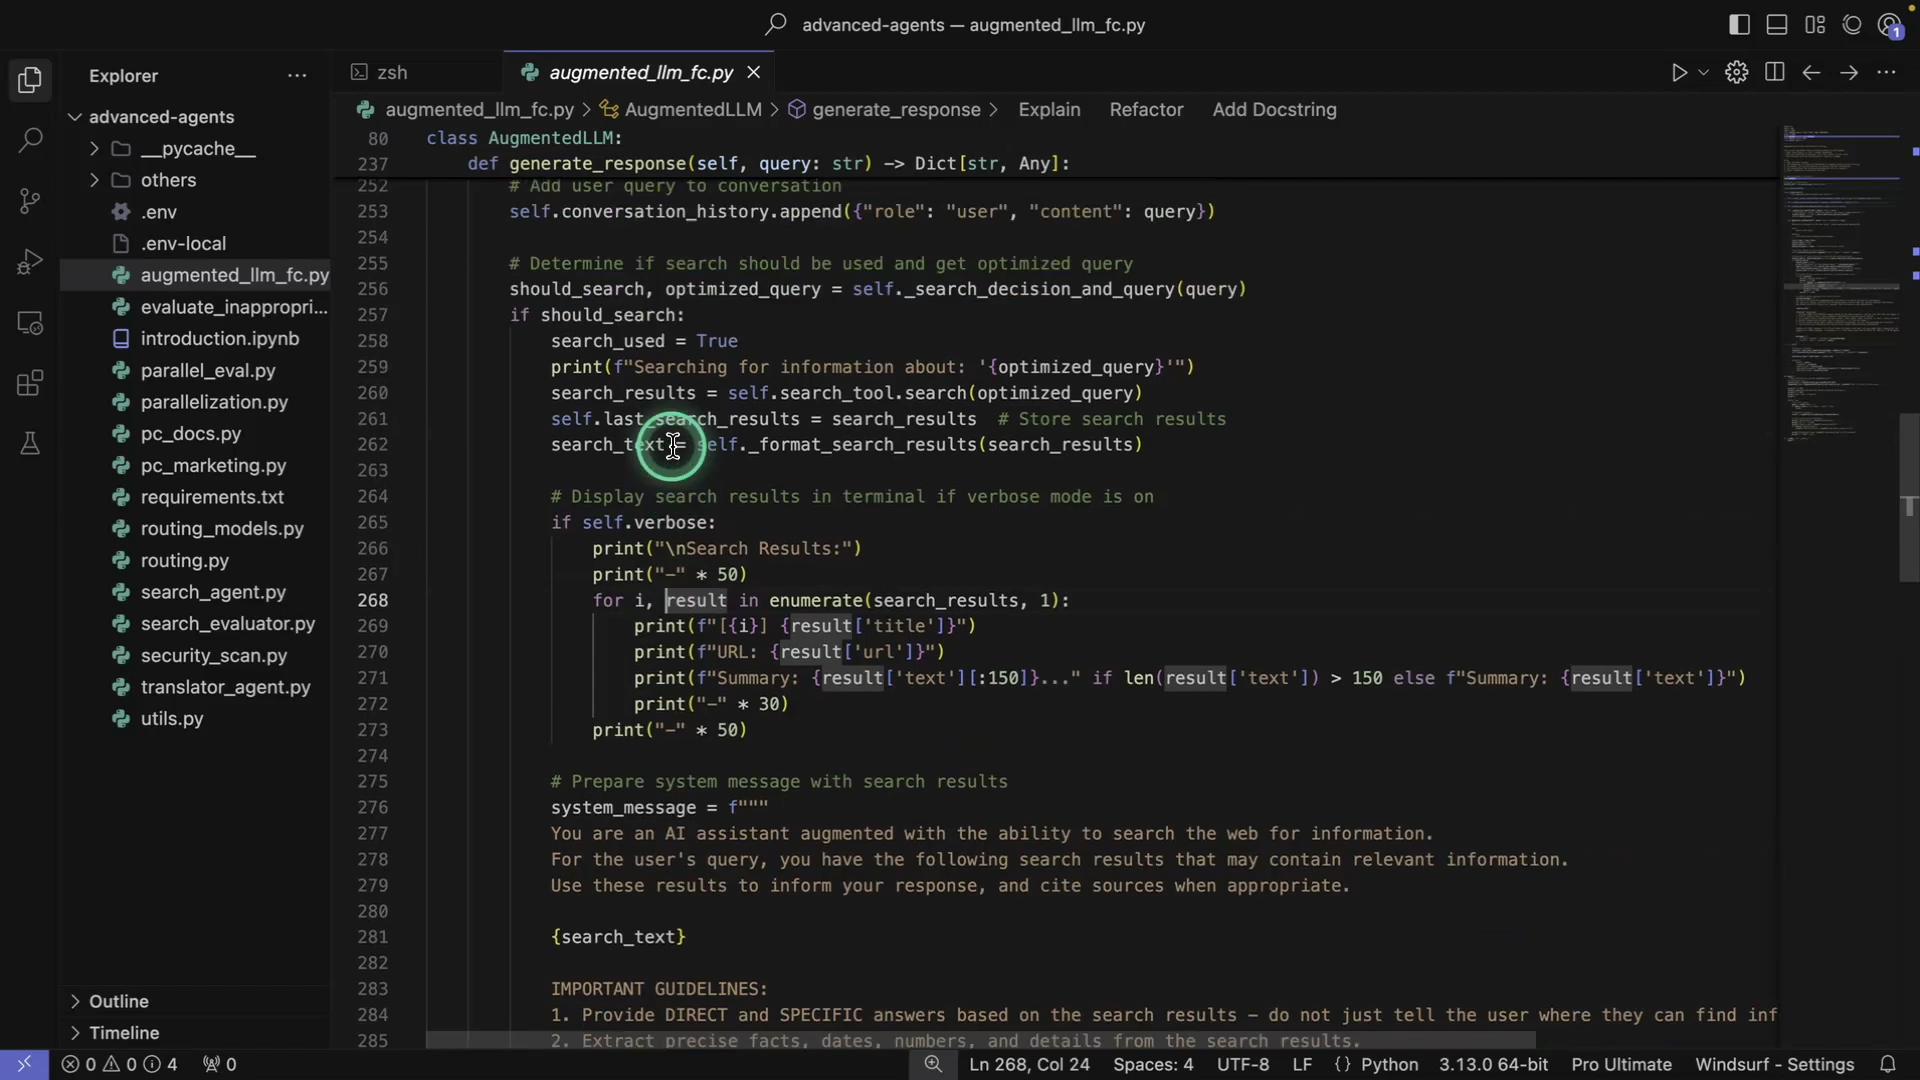 advanced-agents — augmented_llm_fc.py
1
Explorer
zsh
augmented_llm_fc.py
augmented_llm_fc.py > AugmentedLLM > generate_response > Explain Refactor Add Docstring
advanced-agents
__pycache__
others
.env
.env-local
augmented_llm_fc.py
evaluate_inappropri...
introduction.ipynb
parallel_eval.py
parallelization.py
pc_docs.py
pc_marketing.py
requirements.txt
routing_models.py
routing.py
search_agent.py
search_evaluator.py
security_scan.py
translator_agent.py
utils.py
Outline
Timeline
80 class AugmentedLLM:
237 def generate_response(self, query: str) -> Dict[str, Any]:
252 # Add user query to conversation
253 self.conversation_history.append({"role": "user", "content": query})
254
255 # Determine if search should be used and get optimized query
256 should_search, optimized_query = self._search_decision_and_query(query)
257 if should_search:
258 search_used = True
259 print(f"Searching for information about: '{optimized_query}'")
260 search_results = self.search_tool.search(optimized_query)
261 self.last_search_results = search_results # Store search results
262 search_text = self._format_search_results(search_results)
263
264 # Display search results in terminal if verbose mode is on
265 if self.verbose:
266 print("\nSearch Results:")
267 print("-" * 50)
268 for i, result in enumerate(search_results, 1):
269 print(f"[{i}] {result['title']}")
270 print(f"URL: {result['url']}")
271 print(f"Summary: {result['text'][:150]}..." if len(result['text']) > 150 else f"Summary: {result['text']}")
272 print("-" * 30)
273 print("-" * 50)
274
275 # Prepare system message with search results
276 system_message = f"""
277 You are an AI assistant augmented with the ability to search the web for information.
278 For the user's query, you have the following search results that may contain relevant information.
279 Use these results to inform your response, and cite sources when appropriate.
280
281 {search_text}
282
283 IMPORTANT GUIDELINES:
284 1. Provide DIRECT and SPECIFIC answers based on the search results – do not just tell the user where they can find inf
285 2. Extract precise facts, dates, numbers, and details from the search results.
0 0 4 0 Ln 268, Col 24 Spaces: 4 UTF-8 LF {} Python 3.13.0 64-bit Pro Ultimate Windsurf - Settings